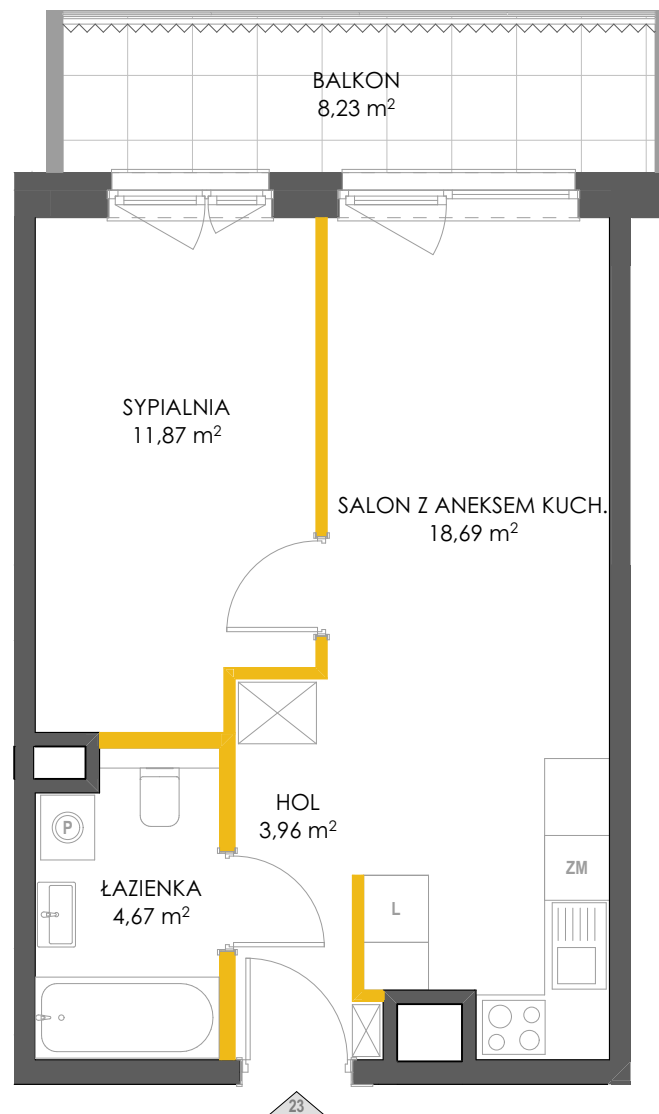 BALKON
8,23 m²
SYPIALNIA
11,87 m²
SALON Z ANEKSEM KUCH.
18,69 m²
HOL
3,96 m²
P
ZM
ŁAZIENKA
4,67 m²
L
23